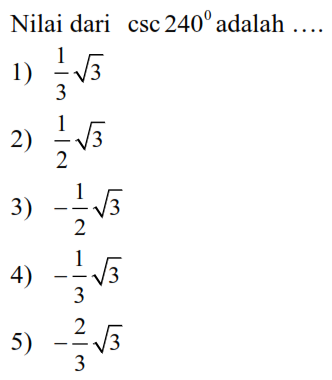 Nilai dari csc 240⁰ adalah ….
1) 1/3 √3
2) 1/2 √3
3) −1/2 √3
4) −1/3 √3
5) −2/3 √3